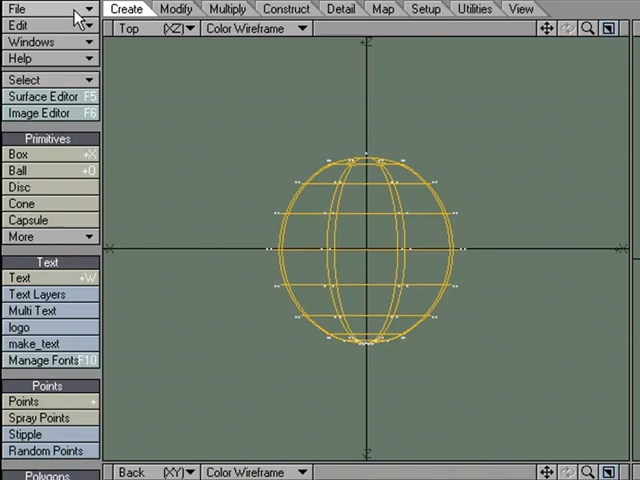 File
Edit
Windows
Help
Select
Surface Editor F5
Image Editor F6
Primitives
Box +X
Ball +O
Disc
Cone
Capsule
More
Text
Text +W
Text Layers
Multi Text
logo
make_text
Manage Fonts F10
Points
Points +
Spray Points
Stipple
Random Points
Polygons
Create Modify Multiply Construct Detail Map Setup Utilities View
Top (XZ) Color Wireframe
+Z
-X +X
-Z
Back (XY) Color Wireframe